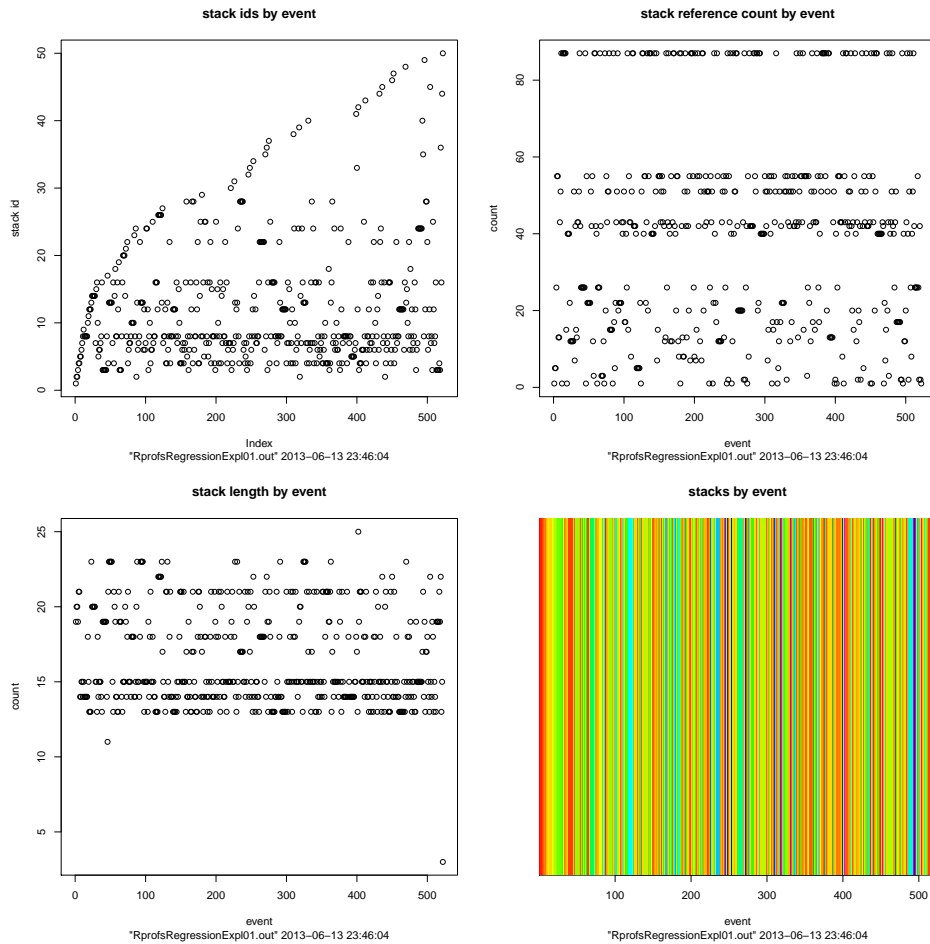 stack ids by event
stack id
50
40
30
20
10
0
0 100 200 300 400 500
Index
"RprofsRegressionExpl01.out" 2013−06−13 23:46:04
stack reference count by event
count
80
60
40
20
0
0 100 200 300 400 500
event
"RprofsRegressionExpl01.out" 2013−06−13 23:46:04
stack length by event
count
25
20
15
10
5
0 100 200 300 400 500
event
"RprofsRegressionExpl01.out" 2013−06−13 23:46:04
stacks by event
100 200 300 400 500
event
"RprofsRegressionExpl01.out" 2013−06−13 23:46:04